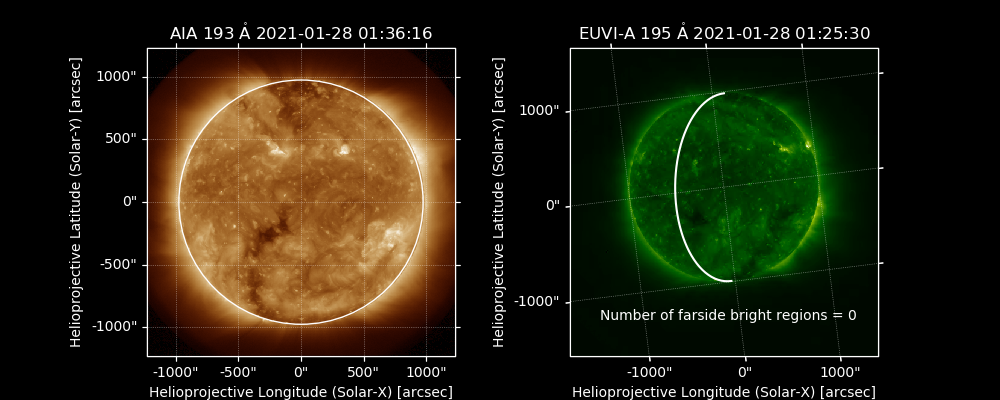 AIA 193 Å 2021-01-28 01:36:16
Helioprojective Latitude (Solar-Y) [arcsec]
1000"
500"
0"
-500"
-1000"
-1000" -500" 0" 500" 1000"
Helioprojective Longitude (Solar-X) [arcsec]
EUVI-A 195 Å 2021-01-28 01:25:30
Helioprojective Latitude (Solar-Y) [arcsec]
1000"
0"
-1000"
Number of farside bright regions = 0
-1000" 0" 1000"
Helioprojective Longitude (Solar-X) [arcsec]